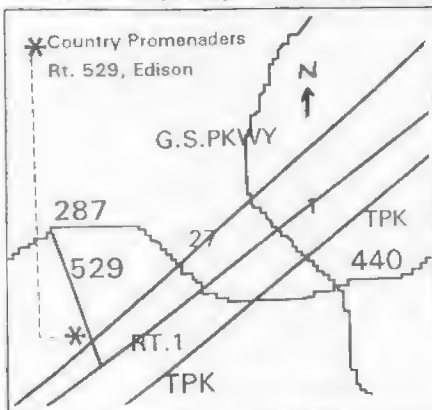 Country Promenaders
Rt. 529, Edison
N
G.S.PKWY
1
TPK
287
27
440
529
RT.1
TPK